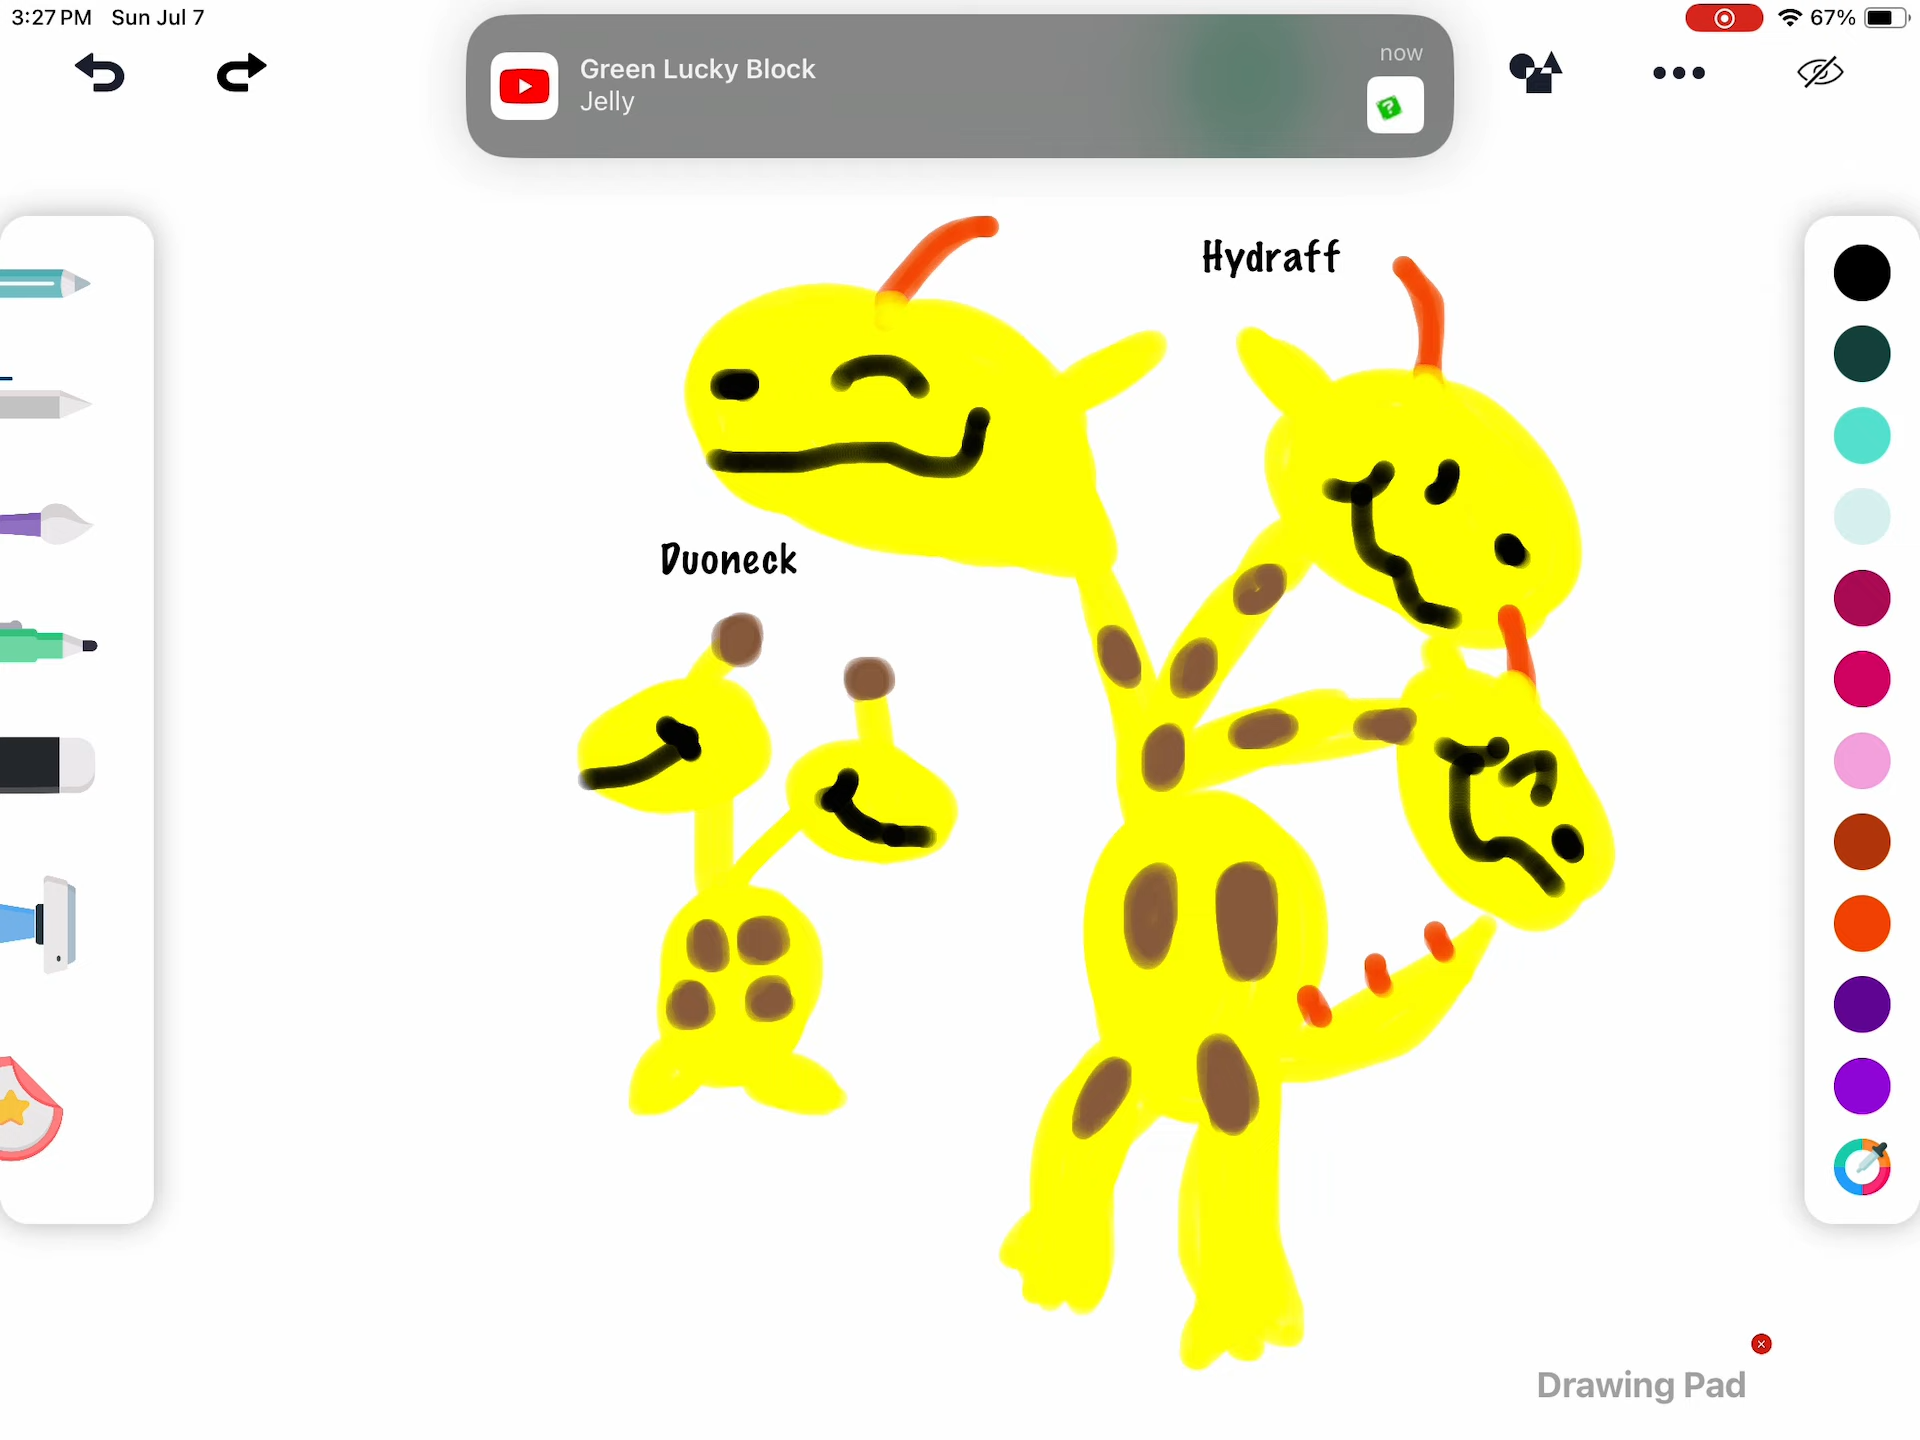 3:27 PM Sun Jul 7
67%
Green Lucky Block
now
Jelly
?
Hydraff
Duoneck
Drawing Pad